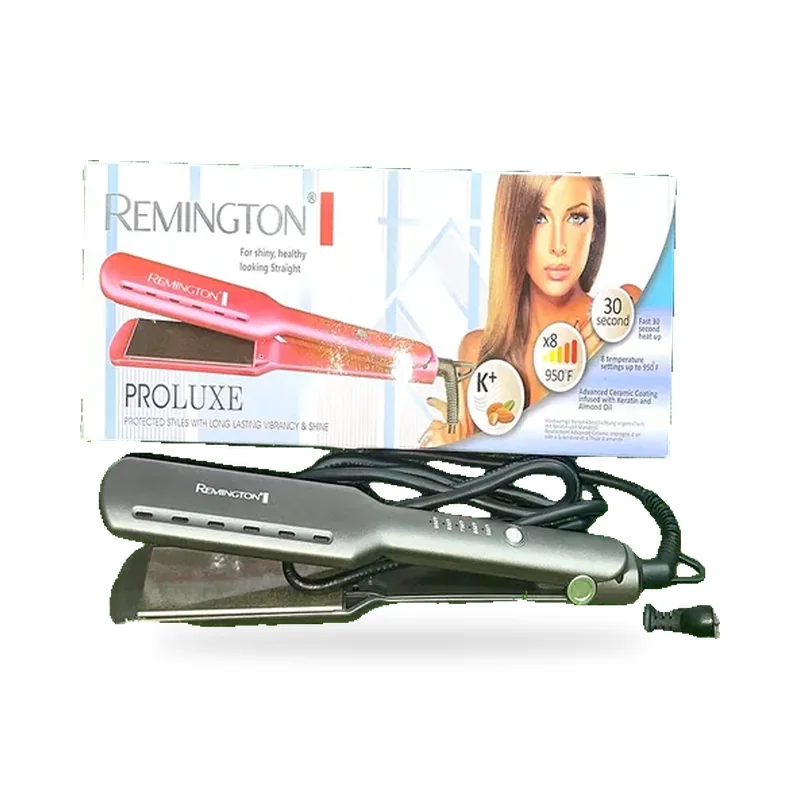 REMINGTON®
For shiny, healthy
looking Straight
REMINGTON
PROLUXE
PROTECTED STYLES WITH LONG LASTING VIBRANCY & SHINE
K+
x8
950°F
30
second
Fast 30
second
heat up
8 temperature
settings up to 950°F
Advanced Ceramic Coating
Infused with Keratin and
Almond Oil
REMINGTON